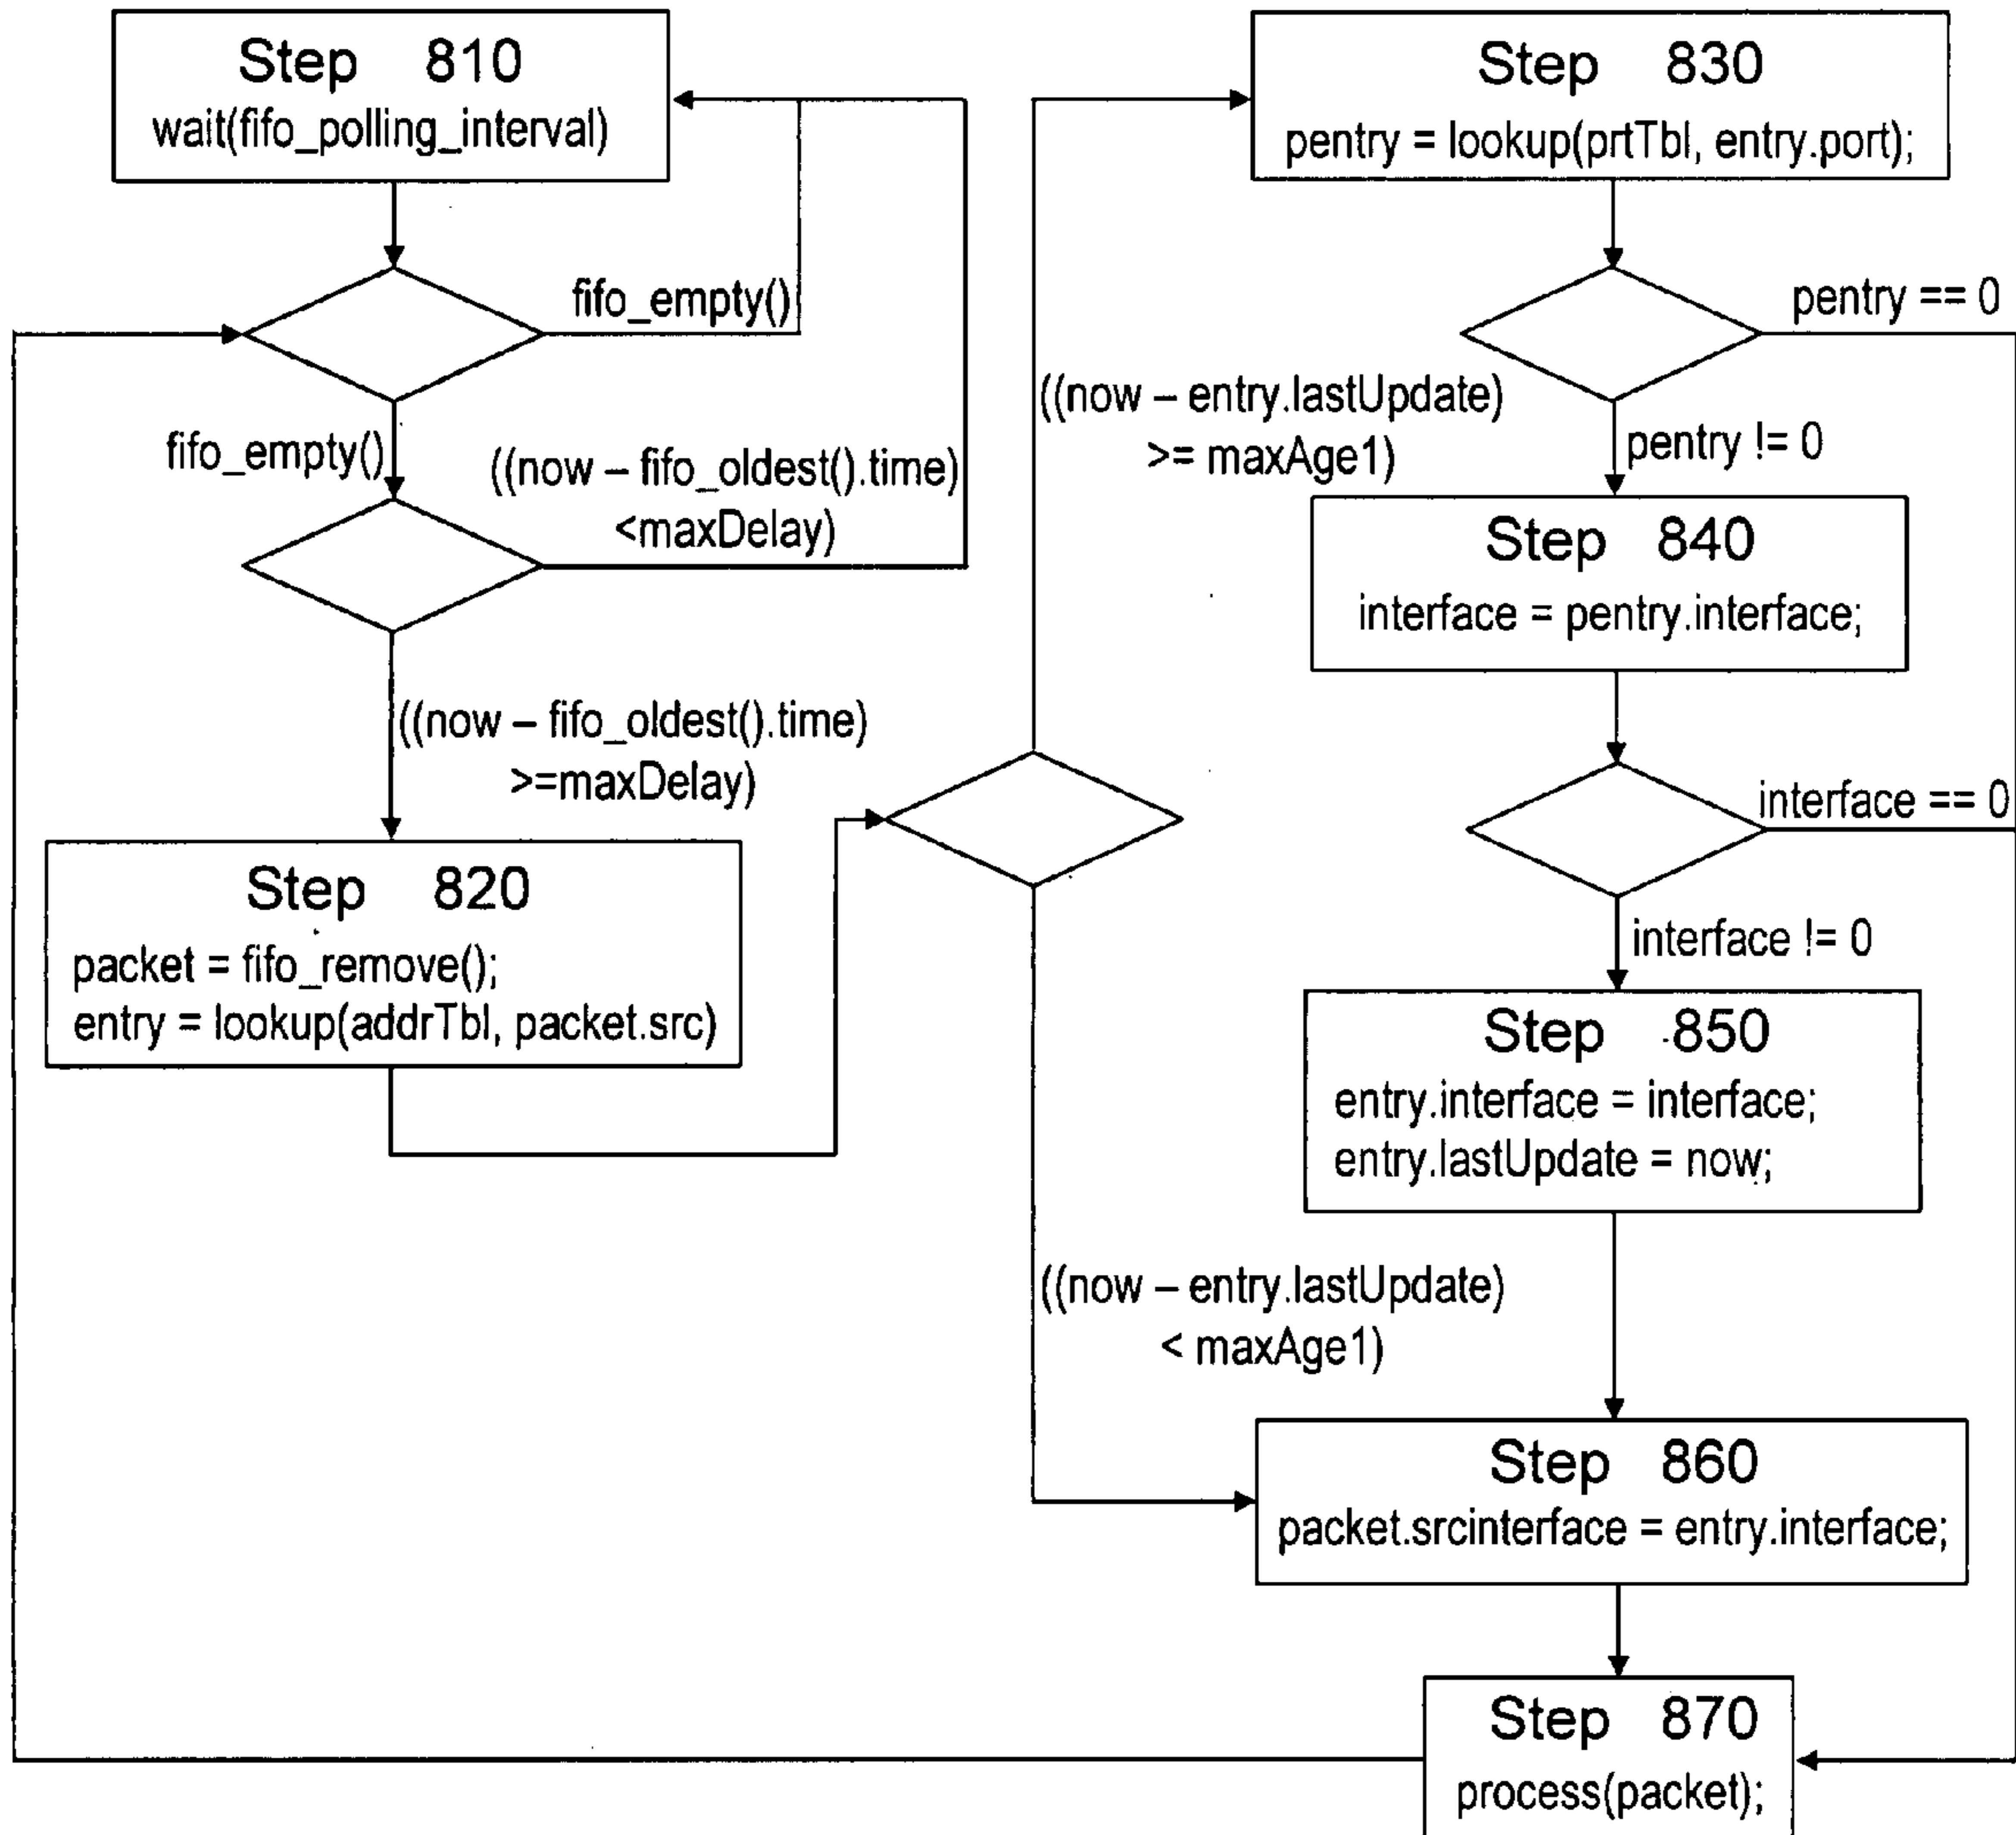 Step 810
wait(fifo_polling_interval)
fifo_empty()
fifo_empty()
((now – fifo_oldest().time)
<maxDelay)
((now – fifo_oldest().time)
>=maxDelay)
Step 820
packet = fifo_remove();
entry = lookup(addrTbl, packet.src)
((now – entry.lastUpdate)
>= maxAge1)
((now – entry.lastUpdate)
< maxAge1)
Step 830
pentry = lookup(prtTbl, entry.port);
pentry == 0
pentry != 0
Step 840
interface = pentry.interface;
interface == 0
interface != 0
Step 850
entry.interface = interface;
entry.lastUpdate = now;
Step 860
packet.srcinterface = entry.interface;
Step 870
process(packet);